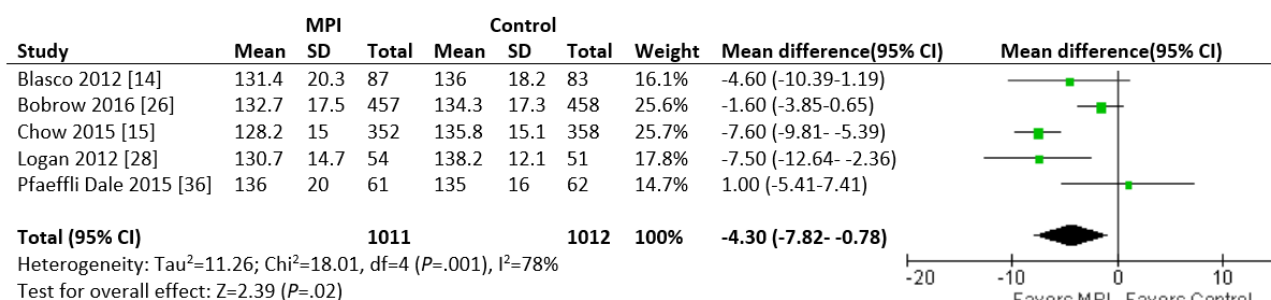 MPI Control
Study Mean SD Total Mean SD Total Weight Mean difference(95% CI) Mean difference (95% CI)
Blasco 2012 [14] 131.4 20.3 87 136 18.2 83 16.1% -4.60 (-10.39-1.19)
Bobrow 2016 [26] 132.7 17.5 457 134.3 17.3 458 25.6% -1.60 (-3.85-0.65)
Chow 2015 [15] 128.2 15 352 135.8 15.1 358 25.7% -7.60 (-9.81- -5.39)
Logan 2012 [28] 130.7 14.7 54 138.2 12.1 51 17.8% -7.50 (-12.64- -2.36)
Pfaeffli Dale 2015 [36] 136 20 61 135 16 62 14.7% 1.00 (-5.41-7.41)
Total (95% CI) 1011 1012 100% -4.30 (-7.82- -0.78)
Heterogeneity: Tau²=11.26; Chi²=18.01, df=4 (P=.001), I²=78%
-20 -10 0 10
Test for overall effect: Z=2.39 (P=.02)
Favors MPI Favors Control